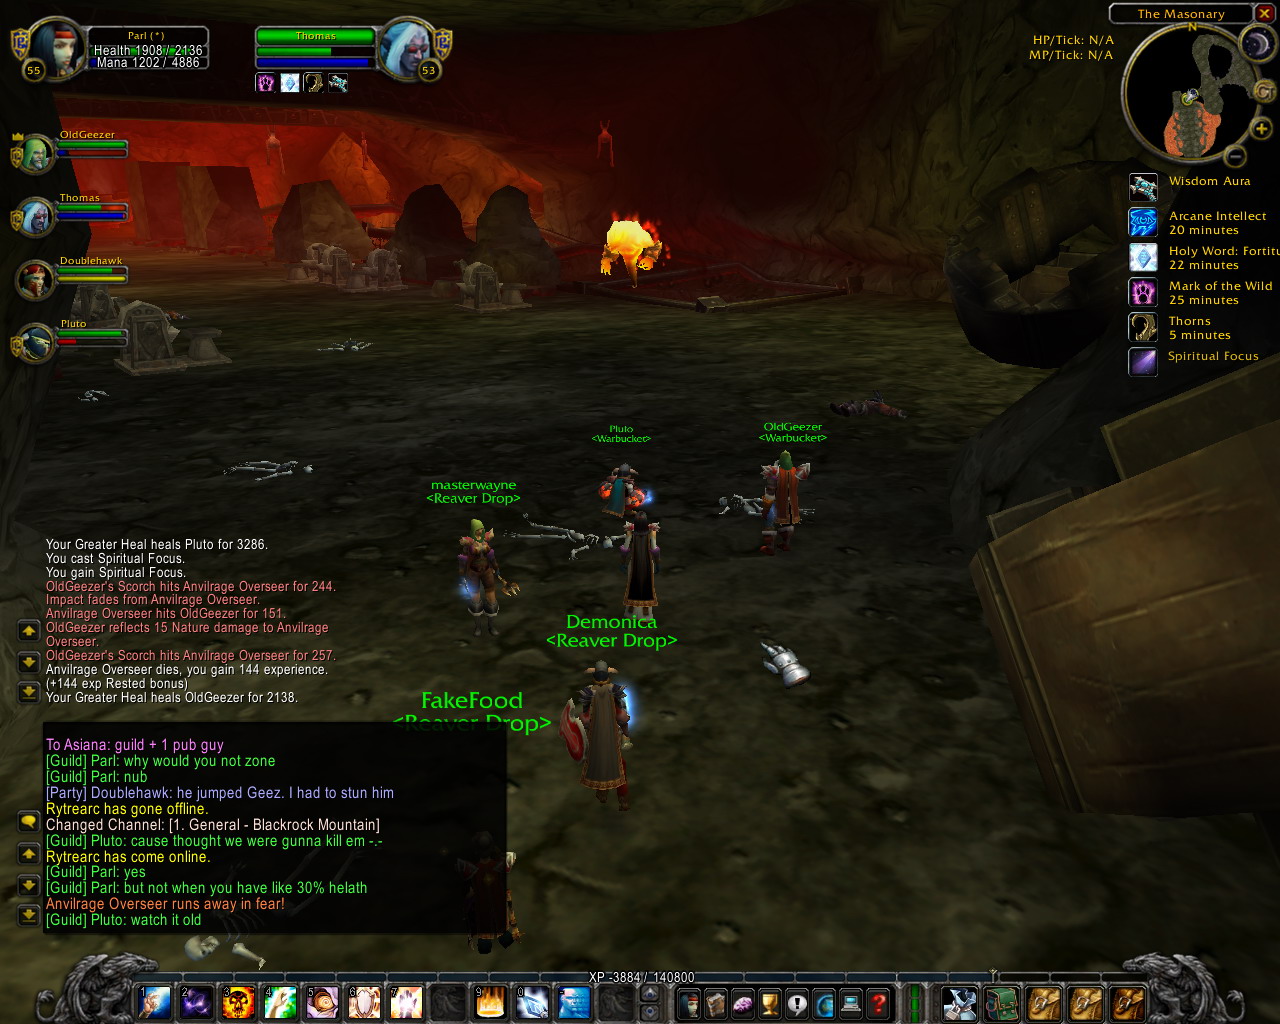 Parl (*)
Health 1908 / 2136
Mana 1202 / 4886
55
Thomas
53
The Masonary
N
HP/Tick: N/A
MP/Tick: N/A
OldGeezer
Thomas
Doublehawk
Pluto
Wisdom Aura
Arcane Intellect
20 minutes
Holy Word: Fortitu
22 minutes
Mark of the Wild
25 minutes
Thorns
5 minutes
Spiritual Focus
Pluto
<Warbucket>
OldGeezer
<Warbucket>
masterwayne
<Reaver Drop>
Demonica
<Reaver Drop>
FakeFood
<Reaver Drop>
Your Greater Heal heals Pluto for 3286.
You cast Spiritual Focus.
You gain Spiritual Focus.
OldGeezer's Scorch hits Anvilrage Overseer for 244.
Impact fades from Anvilrage Overseer.
Anvilrage Overseer hits OldGeezer for 151.
OldGeezer reflects 15 Nature damage to Anvilrage
Overseer.
OldGeezer's Scorch hits Anvilrage Overseer for 257.
Anvilrage Overseer dies, you gain 144 experience.
(+144 exp Rested bonus)
Your Greater Heal heals OldGeezer for 2138.
To Asiana: guild + 1 pub guy
[Guild] Parl: why would you not zone
[Guild] Parl: nub
[Party] Doublehawk: he jumped Geez. I had to stun him
Rytrearc has gone offline.
Changed Channel: [1. General - Blackrock Mountain]
[Guild] Pluto: cause thought we were gunna kill em -.-
Rytrearc has come online.
[Guild] Parl: yes
[Guild] Parl: but not when you have like 30% helath
Anvilrage Overseer runs away in fear!
[Guild] Pluto: watch it old
XP -3884 / 140800
1 2 3 4 5 6 7 9 0 -